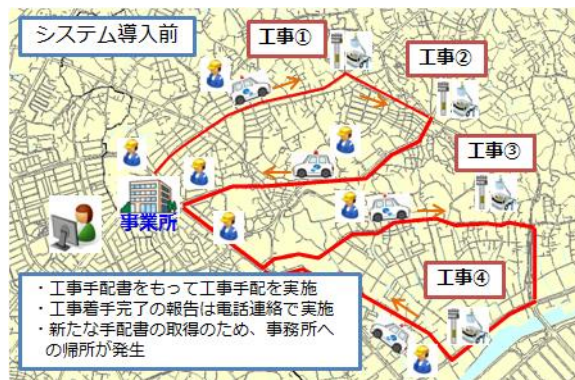 システム導入前
工事①
工事②
工事③
事業所
工事④
・工事手配書をもって工事手配を実施
・工事着手完了の報告は電話連絡で実施
・新たな手配書の取得のため、事務所へ
の帰所が発生